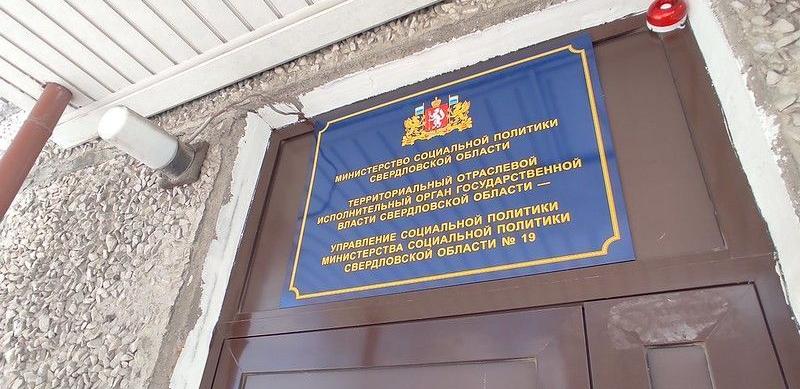 МИНИСТЕРСТВО СОЦИАЛЬНОЙ ПОЛИТИКИ
СВЕРДЛОВСКОЙ ОБЛАСТИ
ТЕРРИТОРИАЛЬНЫЙ ОТРАСЛЕВОЙ
ИСПОЛНИТЕЛЬНЫЙ ОРГАН ГОСУДАРСТВЕННОЙ
ВЛАСТИ СВЕРДЛОВСКОЙ ОБЛАСТИ —
УПРАВЛЕНИЕ СОЦИАЛЬНОЙ ПОЛИТИКИ
МИНИСТЕРСТВА СОЦИАЛЬНОЙ ПОЛИТИКИ
СВЕРДЛОВСКОЙ ОБЛАСТИ № 19